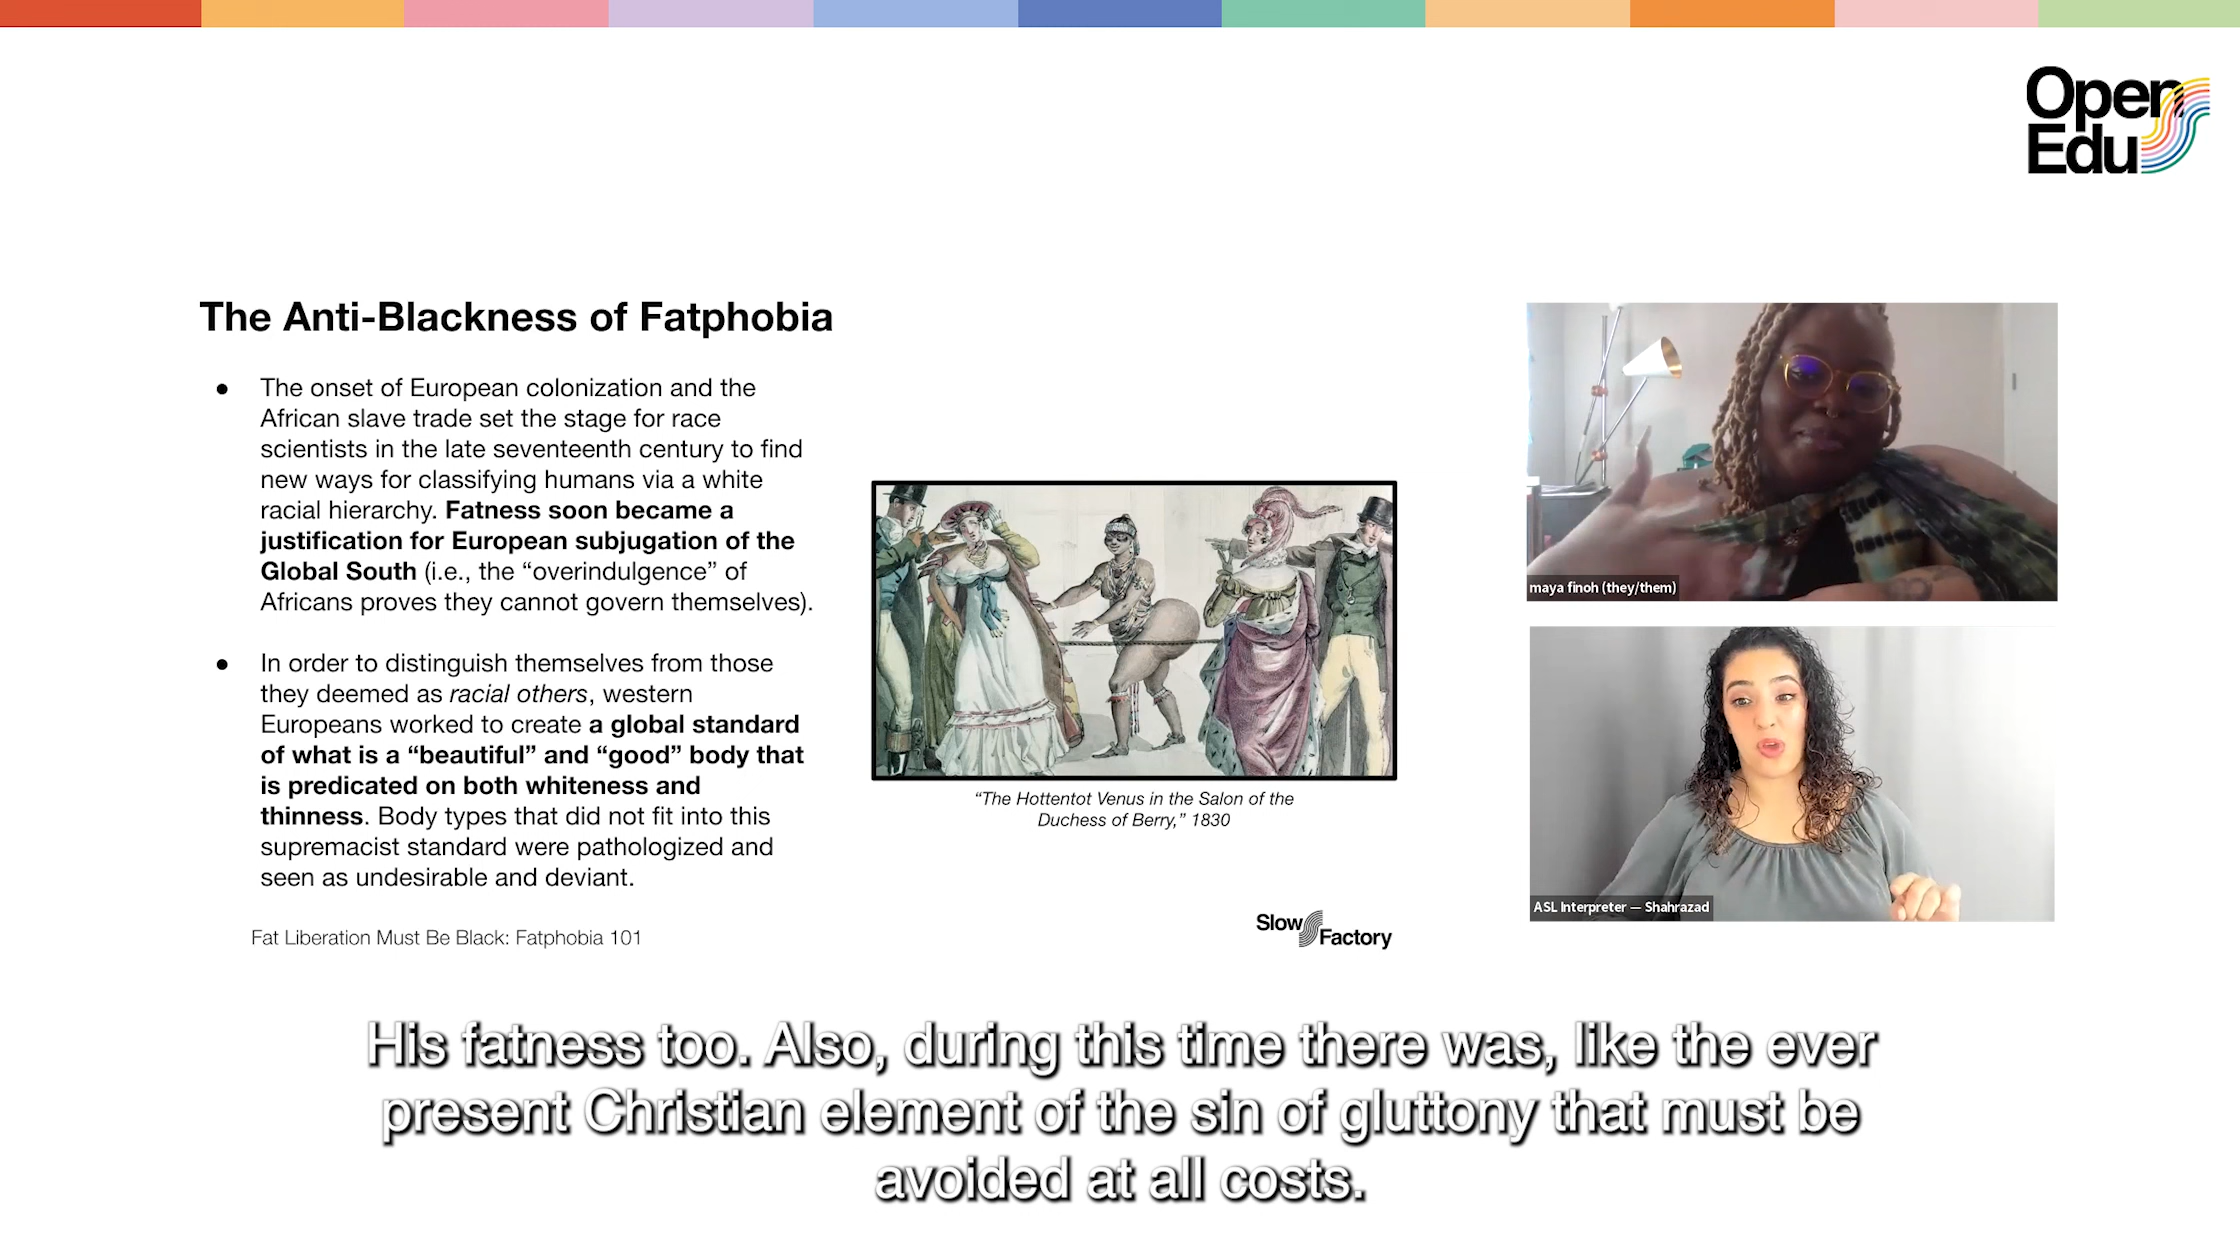 Open
Edu
The Anti-Blackness of Fatphobia
● The onset of European colonization and the
African slave trade set the stage for race
scientists in the late seventeenth century to find
new ways for classifying humans via a white
racial hierarchy. Fatness soon became a
justification for European subjugation of the
Global South (i.e., the “overindulgence” of
Africans proves they cannot govern themselves).
● In order to distinguish themselves from those
they deemed as racial others, western
Europeans worked to create a global standard
of what is a “beautiful” and “good” body that
is predicated on both whiteness and
thinness. Body types that did not fit into this
supremacist standard were pathologized and
seen as undesirable and deviant.
Fat Liberation Must Be Black: Fatphobia 101
“The Hottentot Venus in the Salon of the
Duchess of Berry,” 1830
Slow
Factory
maya finoh (they/them)
ASL Interpreter — Shahrazad
His fatness too. Also, during this time there was, like the ever
present Christian element of the sin of gluttony that must be
avoided at all costs.